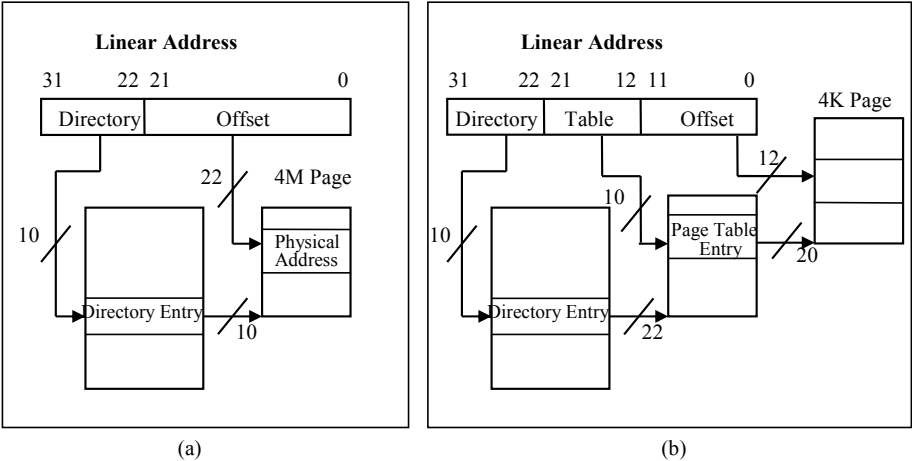 Linear Address
31 22 21 0
Directory Offset
22
4M Page
10
Physical
Address
Directory Entry
10
(a)
Linear Address
31 22 21 12 11 0
4K Page
Directory Table Offset
12
10
10
Page Table
Entry
20
Directory Entry
22
(b)